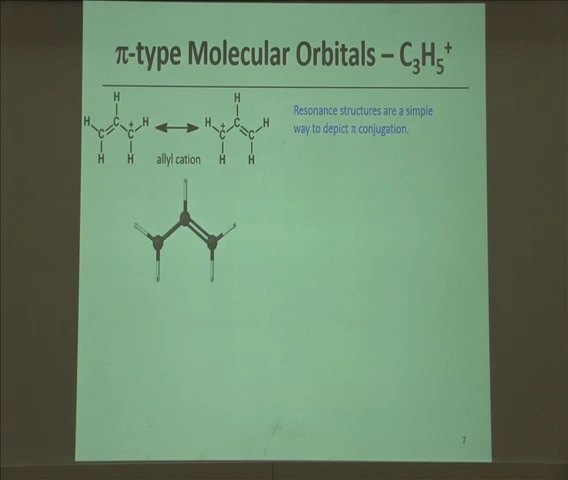 π-type Molecular Orbitals – C₃H₅⁺
H H
H C C + C H H C + C C H
H H allyl cation H H
Resonance structures are a simple
way to depict π conjugation.
7